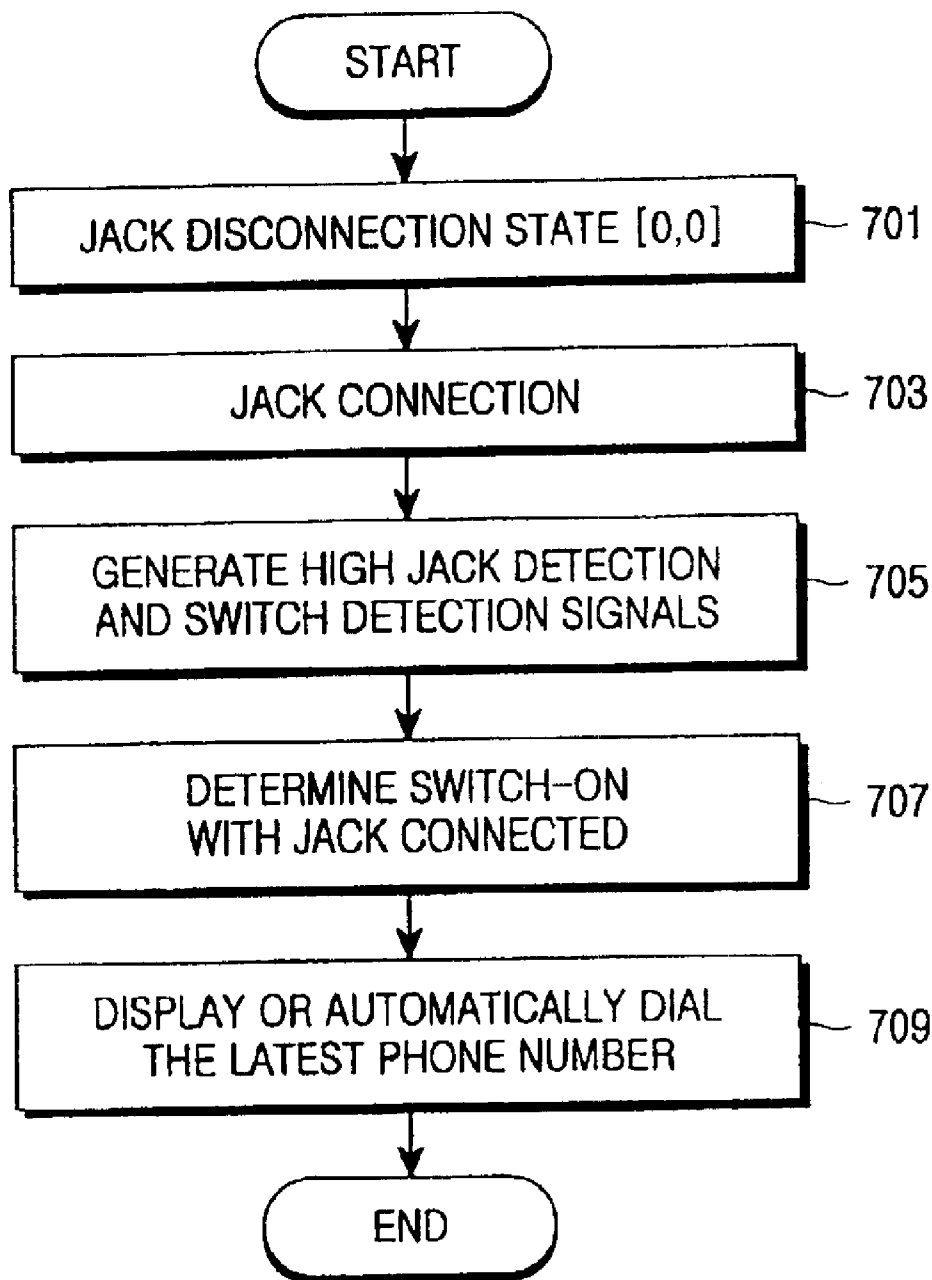 START
JACK DISCONNECTION STATE [0,0]
701
JACK CONNECTION
703
GENERATE HIGH JACK DETECTION
AND SWITCH DETECTION SIGNALS
705
DETERMINE SWITCH-ON
WITH JACK CONNECTED
707
DISPLAY OR AUTOMATICALLY DIAL
THE LATEST PHONE NUMBER
709
END